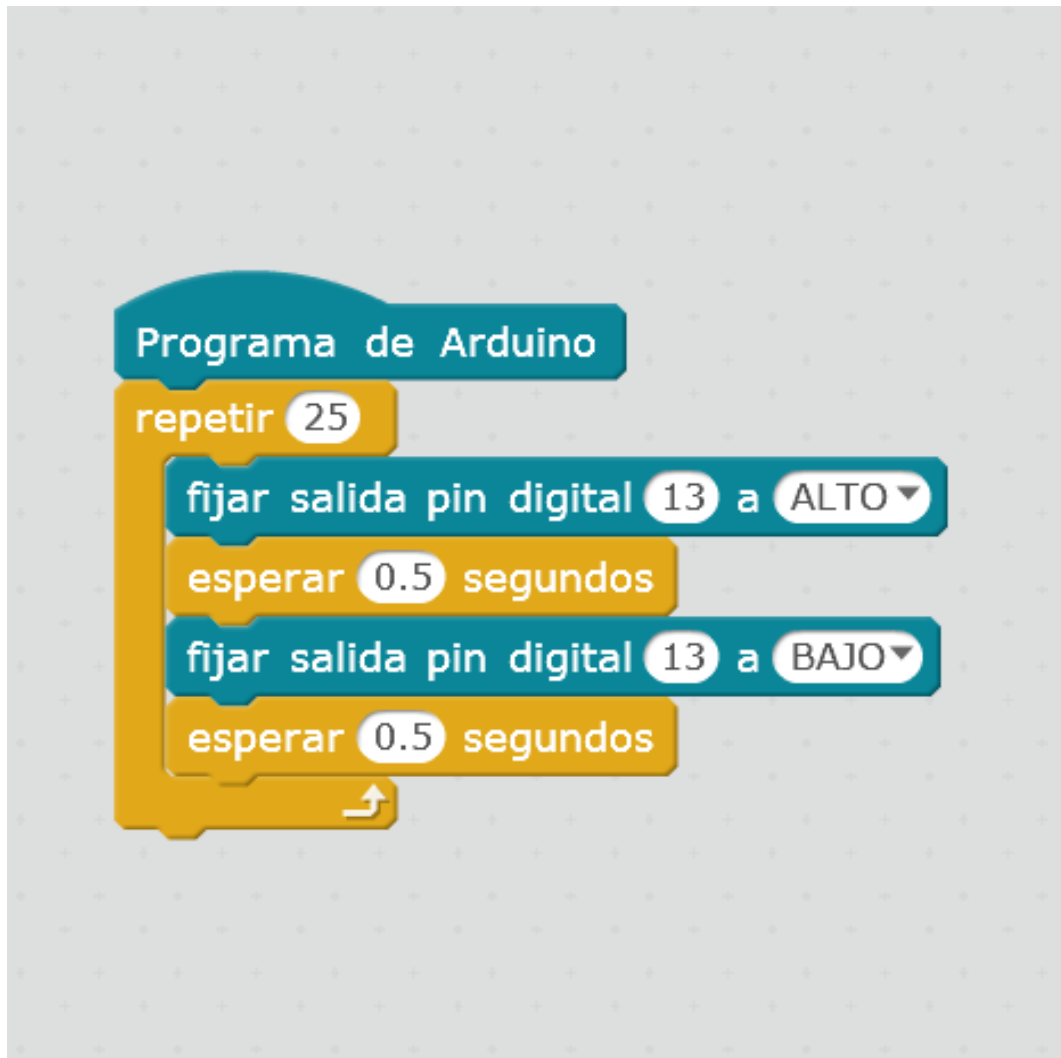 Programa de Arduino
repetir 25
fijar salida pin digital 13 a ALTO
esperar 0.5 segundos
fijar salida pin digital 13 a BAJO
esperar 0.5 segundos